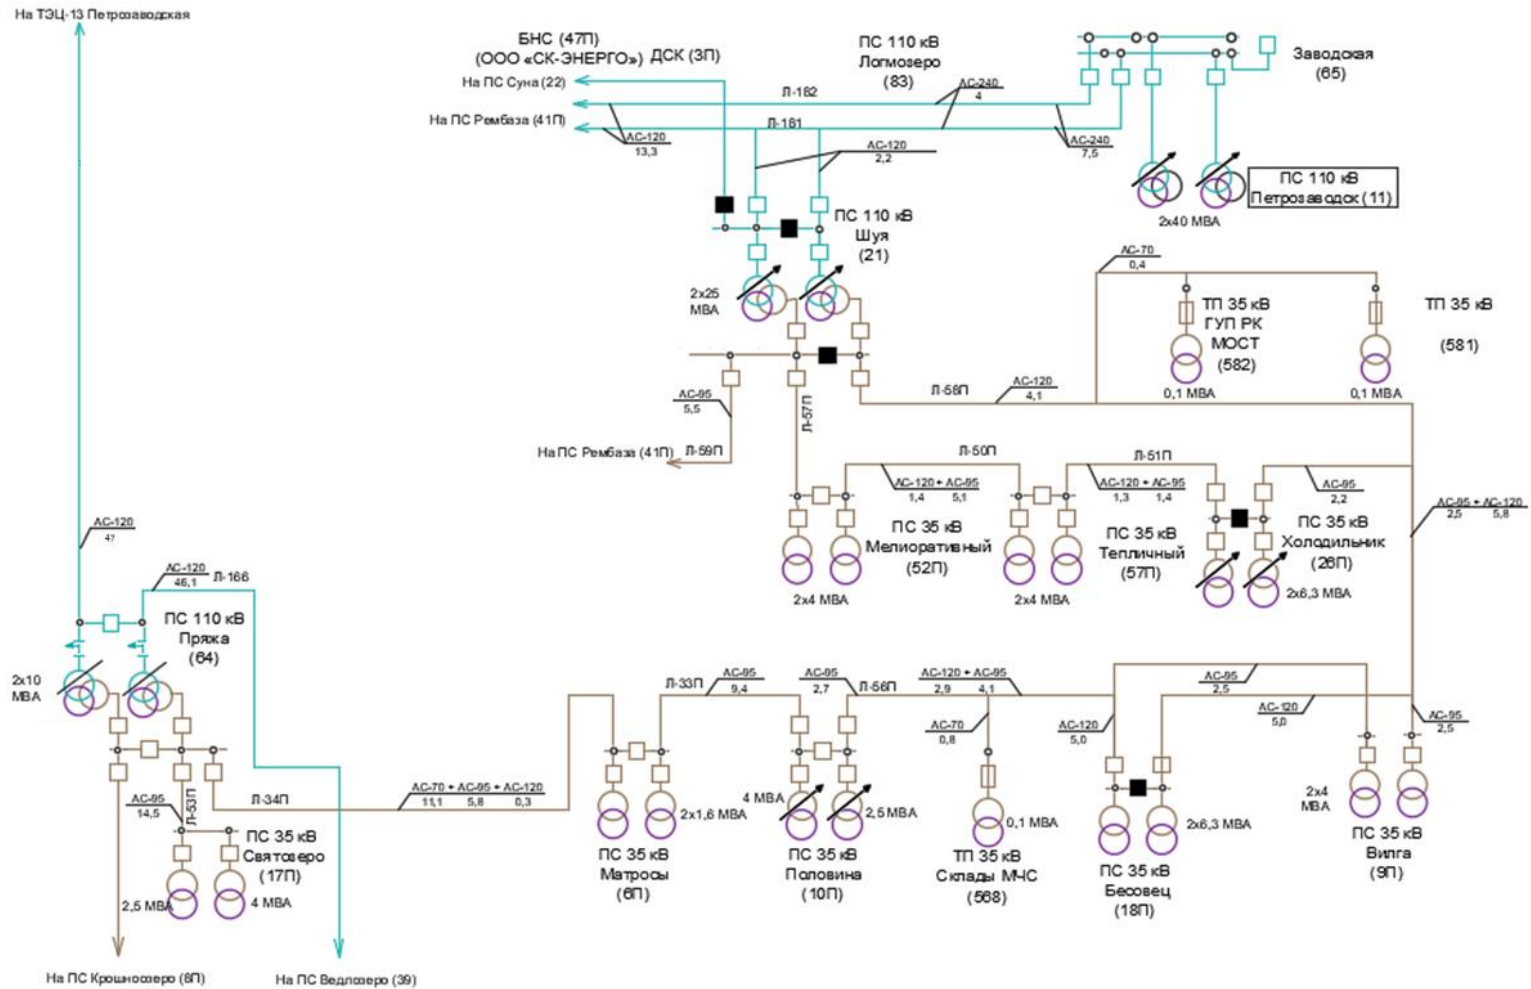 На ТЭЦ-13 Петрозаводская
БНС (47П)
(ООО «СК-ЭНЕРГО»)
ДСК (3П)
На ПС Суна (22)
На ПС Рембаза (41П)
Л-182
Л-181
АС-120
13,3
АС-120
2,2
ПС 110 кВ
Логмозеро
(83)
АС-240
4
АС-240
7,5
Заводская
(65)
ПС 110 кВ
Петрозаводск (11)
2х40 МВА
ПС 110 кВ
Шуя
(21)
2х25
МВА
АС-70
0,4
ТП 35 кВ
ГУП РК
МОСТ
(582)
0,1 МВА
ТП 35 кВ
(581)
0,1 МВА
АС-95
5,5
Л-59П
На ПС Рембаза (41П)
Л-57П
Л-58П
АС-120
4,1
Л-50П
АС-120 + АС-95
1,4 5,1
Л-51П
АС-120 + АС-95
1,3 1,4
АС-95
2,2
АС-95 + АС-120
2,5 5,8
ПС 35 кВ
Мелиоративный
(52П)
2х4 МВА
ПС 35 кВ
Тепличный
(57П)
2х4 МВА
ПС 35 кВ
Холодильник
(26П)
2х6,3 МВА
АС-120
47
АС-120
46,1
Л-166
ПС 110 кВ
Пряжа
(64)
2х10
МВА
АС-95
14,5
Л-53П
Л-34П
ПС 35 кВ
Святозеро
(17П)
2,5 МВА
4 МВА
На ПС Крошнозеро (8П)
На ПС Ведлозеро (39)
АС-70 + АС-95 + АС-120
11,1 5,8 0,3
Л-33П
АС-95
9,4
2х1,6 МВА
ПС 35 кВ
Матросы
(6П)
АС-95
2,7
Л-56П
4 МВА
2,5 МВА
ПС 35 кВ
Половина
(10П)
АС-120 + АС-95
2,9 4,1
АС-70
0,8
0,1 МВА
ТП 35 кВ
Склады МЧС
(568)
АС-120
5,0
АС-95
2,5
АС-120
5,0
АС-95
2,5
2х6,3 МВА
ПС 35 кВ
Бесовец
(18П)
2х4
МВА
ПС 35 кВ
Вилга
(9П)